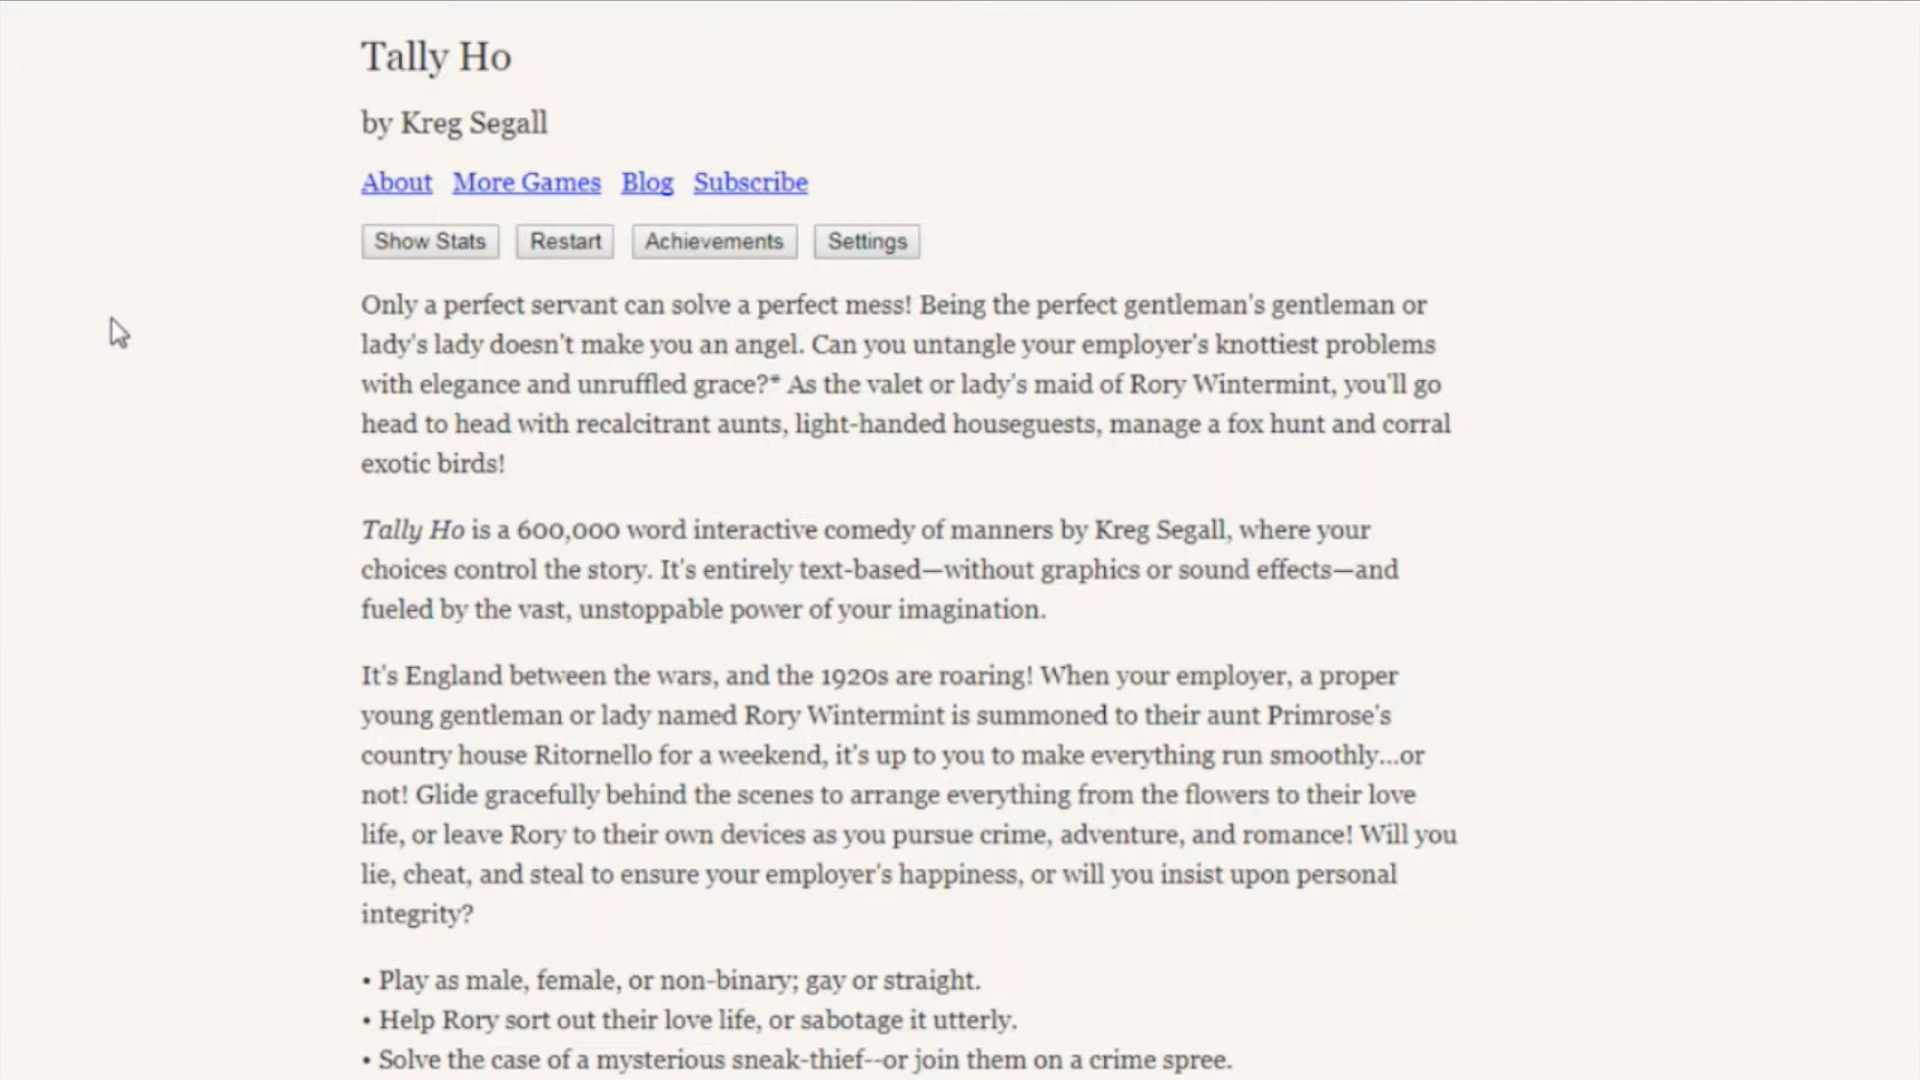 Tally Ho
by Kreg Segall
About More Games Blog Subscribe
Show Stats Restart Achievements Settings
Only a perfect servant can solve a perfect mess! Being the perfect gentleman's gentleman or
lady's lady doesn't make you an angel. Can you untangle your employer's knottiest problems
with elegance and unruffled grace?* As the valet or lady's maid of Rory Wintermint, you'll go
head to head with recalcitrant aunts, light-handed houseguests, manage a fox hunt and corral
exotic birds!
Tally Ho is a 600,000 word interactive comedy of manners by Kreg Segall, where your
choices control the story. It's entirely text-based—without graphics or sound effects—and
fueled by the vast, unstoppable power of your imagination.
It's England between the wars, and the 1920s are roaring! When your employer, a proper
young gentleman or lady named Rory Wintermint is summoned to their aunt Primrose's
country house Ritornello for a weekend, it's up to you to make everything run smoothly...or
not! Glide gracefully behind the scenes to arrange everything from the flowers to their love
life, or leave Rory to their own devices as you pursue crime, adventure, and romance! Will you
lie, cheat, and steal to ensure your employer's happiness, or will you insist upon personal
integrity?
• Play as male, female, or non-binary; gay or straight.
• Help Rory sort out their love life, or sabotage it utterly.
• Solve the case of a mysterious sneak-thief--or join them on a crime spree.